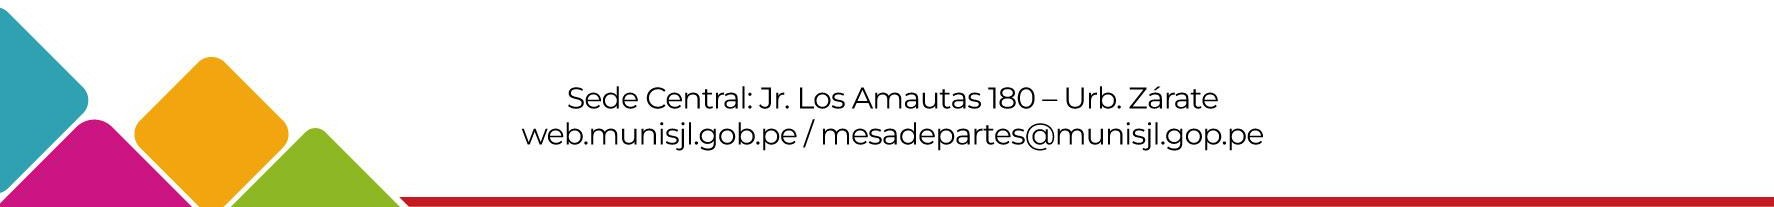 Sede Central: Jr. Los Amautas 180 – Urb. Zárate
web.munisjl.gob.pe / mesadepartes@munisjl.gop.pe